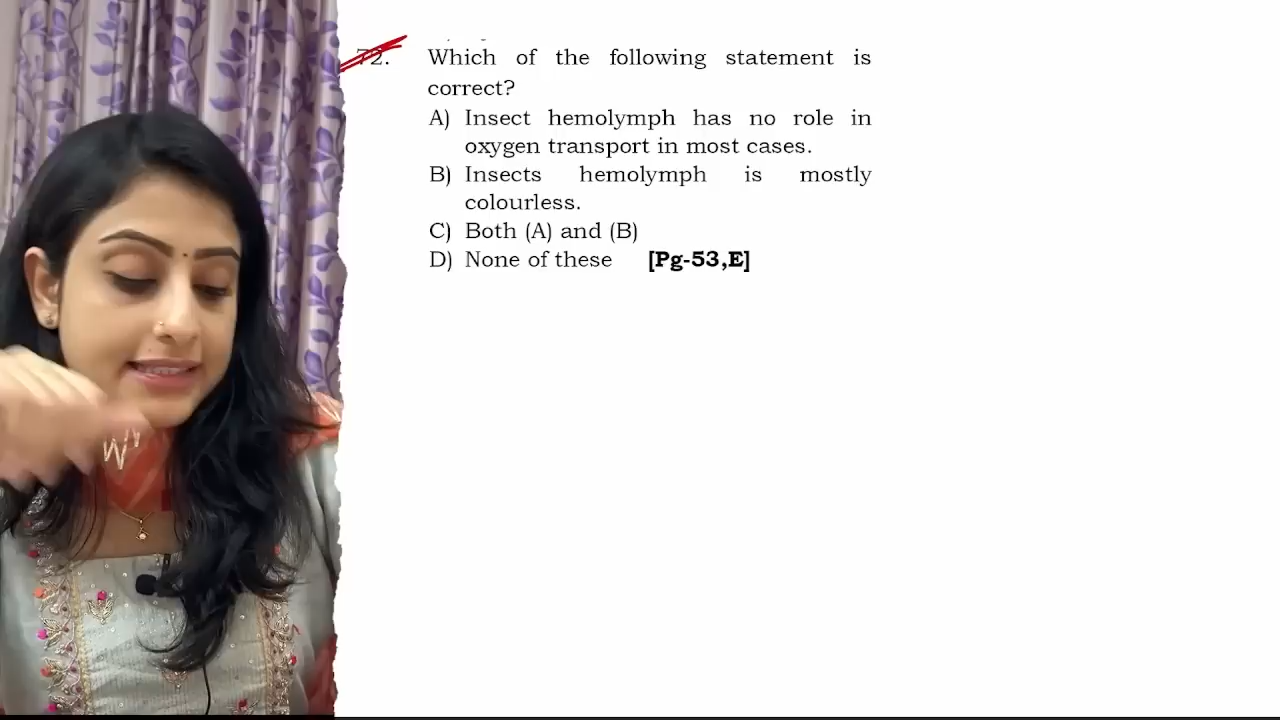 72. Which of the following statement is
correct?
A) Insect hemolymph has no role in
oxygen transport in most cases.
B) Insects hemolymph is mostly
colourless.
C) Both (A) and (B)
D) None of these [Pg-53,E]